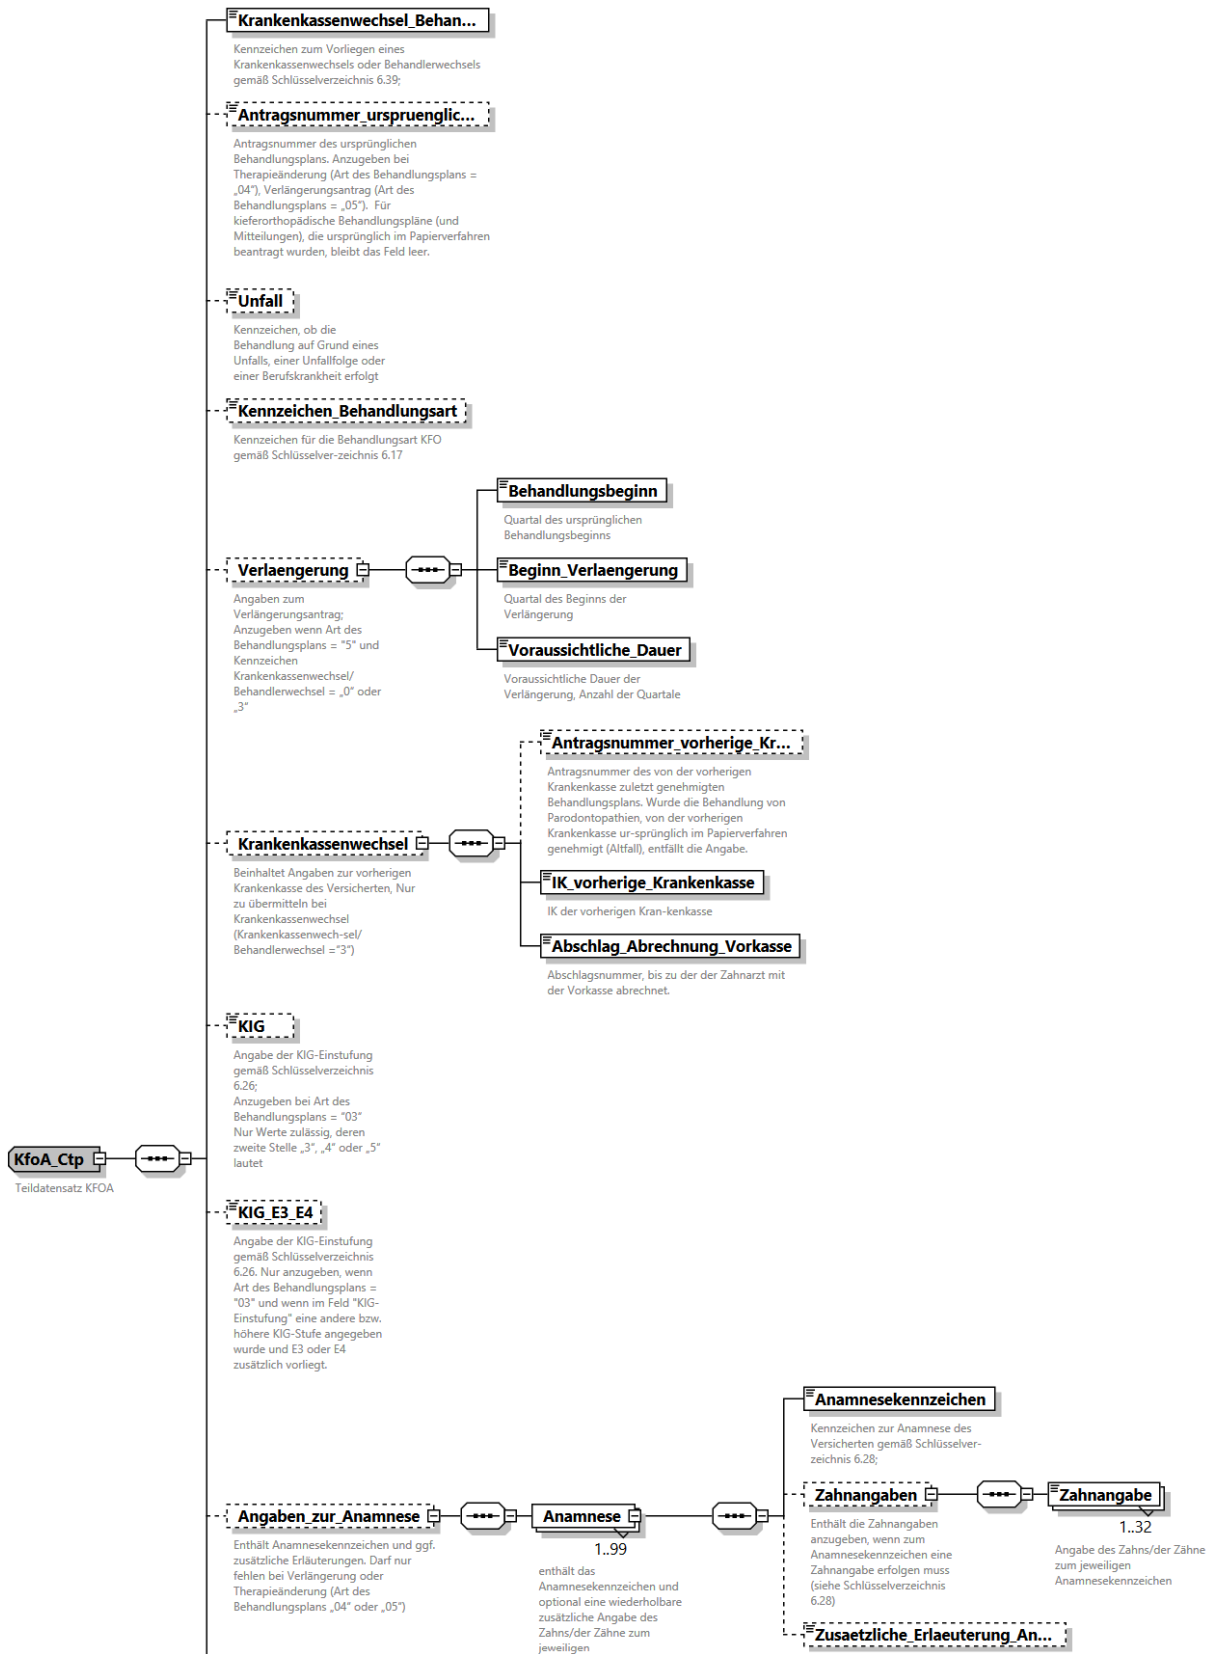 Krankenkassenwechsel_Behan...
Kennzeichen zum Vorliegen eines
Krankenkassenwechsels oder Behandlerwechsels
gemäß Schlüsselverzeichnis 6.39;
Antragsnummer_urspruenglic...
Antragsnummer des ursprünglichen
Behandlungsplans. Anzugeben bei
Therapieänderung (Art des Behandlungsplans =
„04“), Verlängerungsantrag (Art des
Behandlungsplans = „05“).  Für
kieferorthopädische Behandlungspläne (und
Mitteilungen), die ursprünglich im Papierverfahren
beantragt wurden, bleibt das Feld leer.
Unfall
Kennzeichen, ob die
Behandlung auf Grund eines
Unfalls, einer Unfallfolge oder
einer Berufskrankheit erfolgt
Kennzeichen_Behandlungsart
Kennzeichen für die Behandlungsart KFO
gemäß Schlüsselver-zeichnis 6.17
Verlaengerung
Angaben zum
Verlängerungsantrag;
Anzugeben wenn Art des
Behandlungsplans = "5" und
Kennzeichen
Krankenkassenwechsel/
Behandlerwechsel = „0“ oder
„3“
Behandlungsbeginn
Quartal des ursprünglichen
Behandlungsbeginns
Beginn_Verlaengerung
Quartal des Beginns der
Verlängerung
Voraussichtliche_Dauer
Voraussichtliche Dauer der
Verlängerung, Anzahl der Quartale
Krankenkassenwechsel
Beinhaltet Angaben zur vorherigen
Krankenkasse des Versicherten, Nur
zu übermitteln bei
Krankenkassenwechsel
(Krankenkassenwech-sel/
Behandlerwechsel =“3“)
Antragsnummer_vorherige_Kr...
Antragsnummer des von der vorherigen
Krankenkasse zuletzt genehmigten
Behandlungsplans. Wurde die Behandlung von
Parodontopathien, von der vorherigen
Krankenkasse ur-sprünglich im Papierverfahren
genehmigt (Altfall), entfällt die Angabe.
IK_vorherige_Krankenkasse
IK der vorherigen Kran-kenkasse
Abschlag_Abrechnung_Vorkasse
Abschlagsnummer, bis zu der der Zahnarzt mit
der Vorkasse abrechnet.
KIG
Angabe der KIG-Einstufung
gemäß Schlüsselverzeichnis
6.26;
Anzugeben bei Art des
Behandlungsplans = "03"
Nur Werte zulässig, deren
zweite Stelle „3“, „4“ oder „5“
lautet
KfoA_Ctp
Teildatensatz KFOA
KIG_E3_E4
Angabe der KIG-Einstufung
gemäß Schlüsselverzeichnis
6.26. Nur anzugeben, wenn
Art des Behandlungsplans =
"03" und wenn im Feld "KIG-
Einstufung" eine andere bzw.
höhere KIG-Stufe angegeben
wurde und E3 oder E4
zusätzlich vorliegt.
Angaben_zur_Anamnese
Enthält Anamnesekennzeichen und ggf.
zusätzliche Erläuterungen. Darf nur
fehlen bei Verlängerung oder
Therapieänderung (Art des
Behandlungsplans „04“ oder „05“)
Anamnese
1..99
enthält das
Anamnesekennzeichen und
optional eine wiederholbare
zusätzliche Angabe des
Zahns/der Zähne zum
jeweiligen
Anamnesekennzeichen
Kennzeichen zur Anamnese des
Versicherten gemäß Schlüsselver-
zeichnis 6.28;
Zahnangaben
Enthält die Zahnangaben
anzugeben, wenn zum
Anamnesekennzeichen eine
Zahnangabe erfolgen muss
(siehe Schlüsselverzeichnis
6.28)
Zahnangabe
1..32
Angabe des Zahns/der Zähne
zum jeweiligen
Anamnesekennzeichen
Zusaetzliche_Erlaeuterung_An...